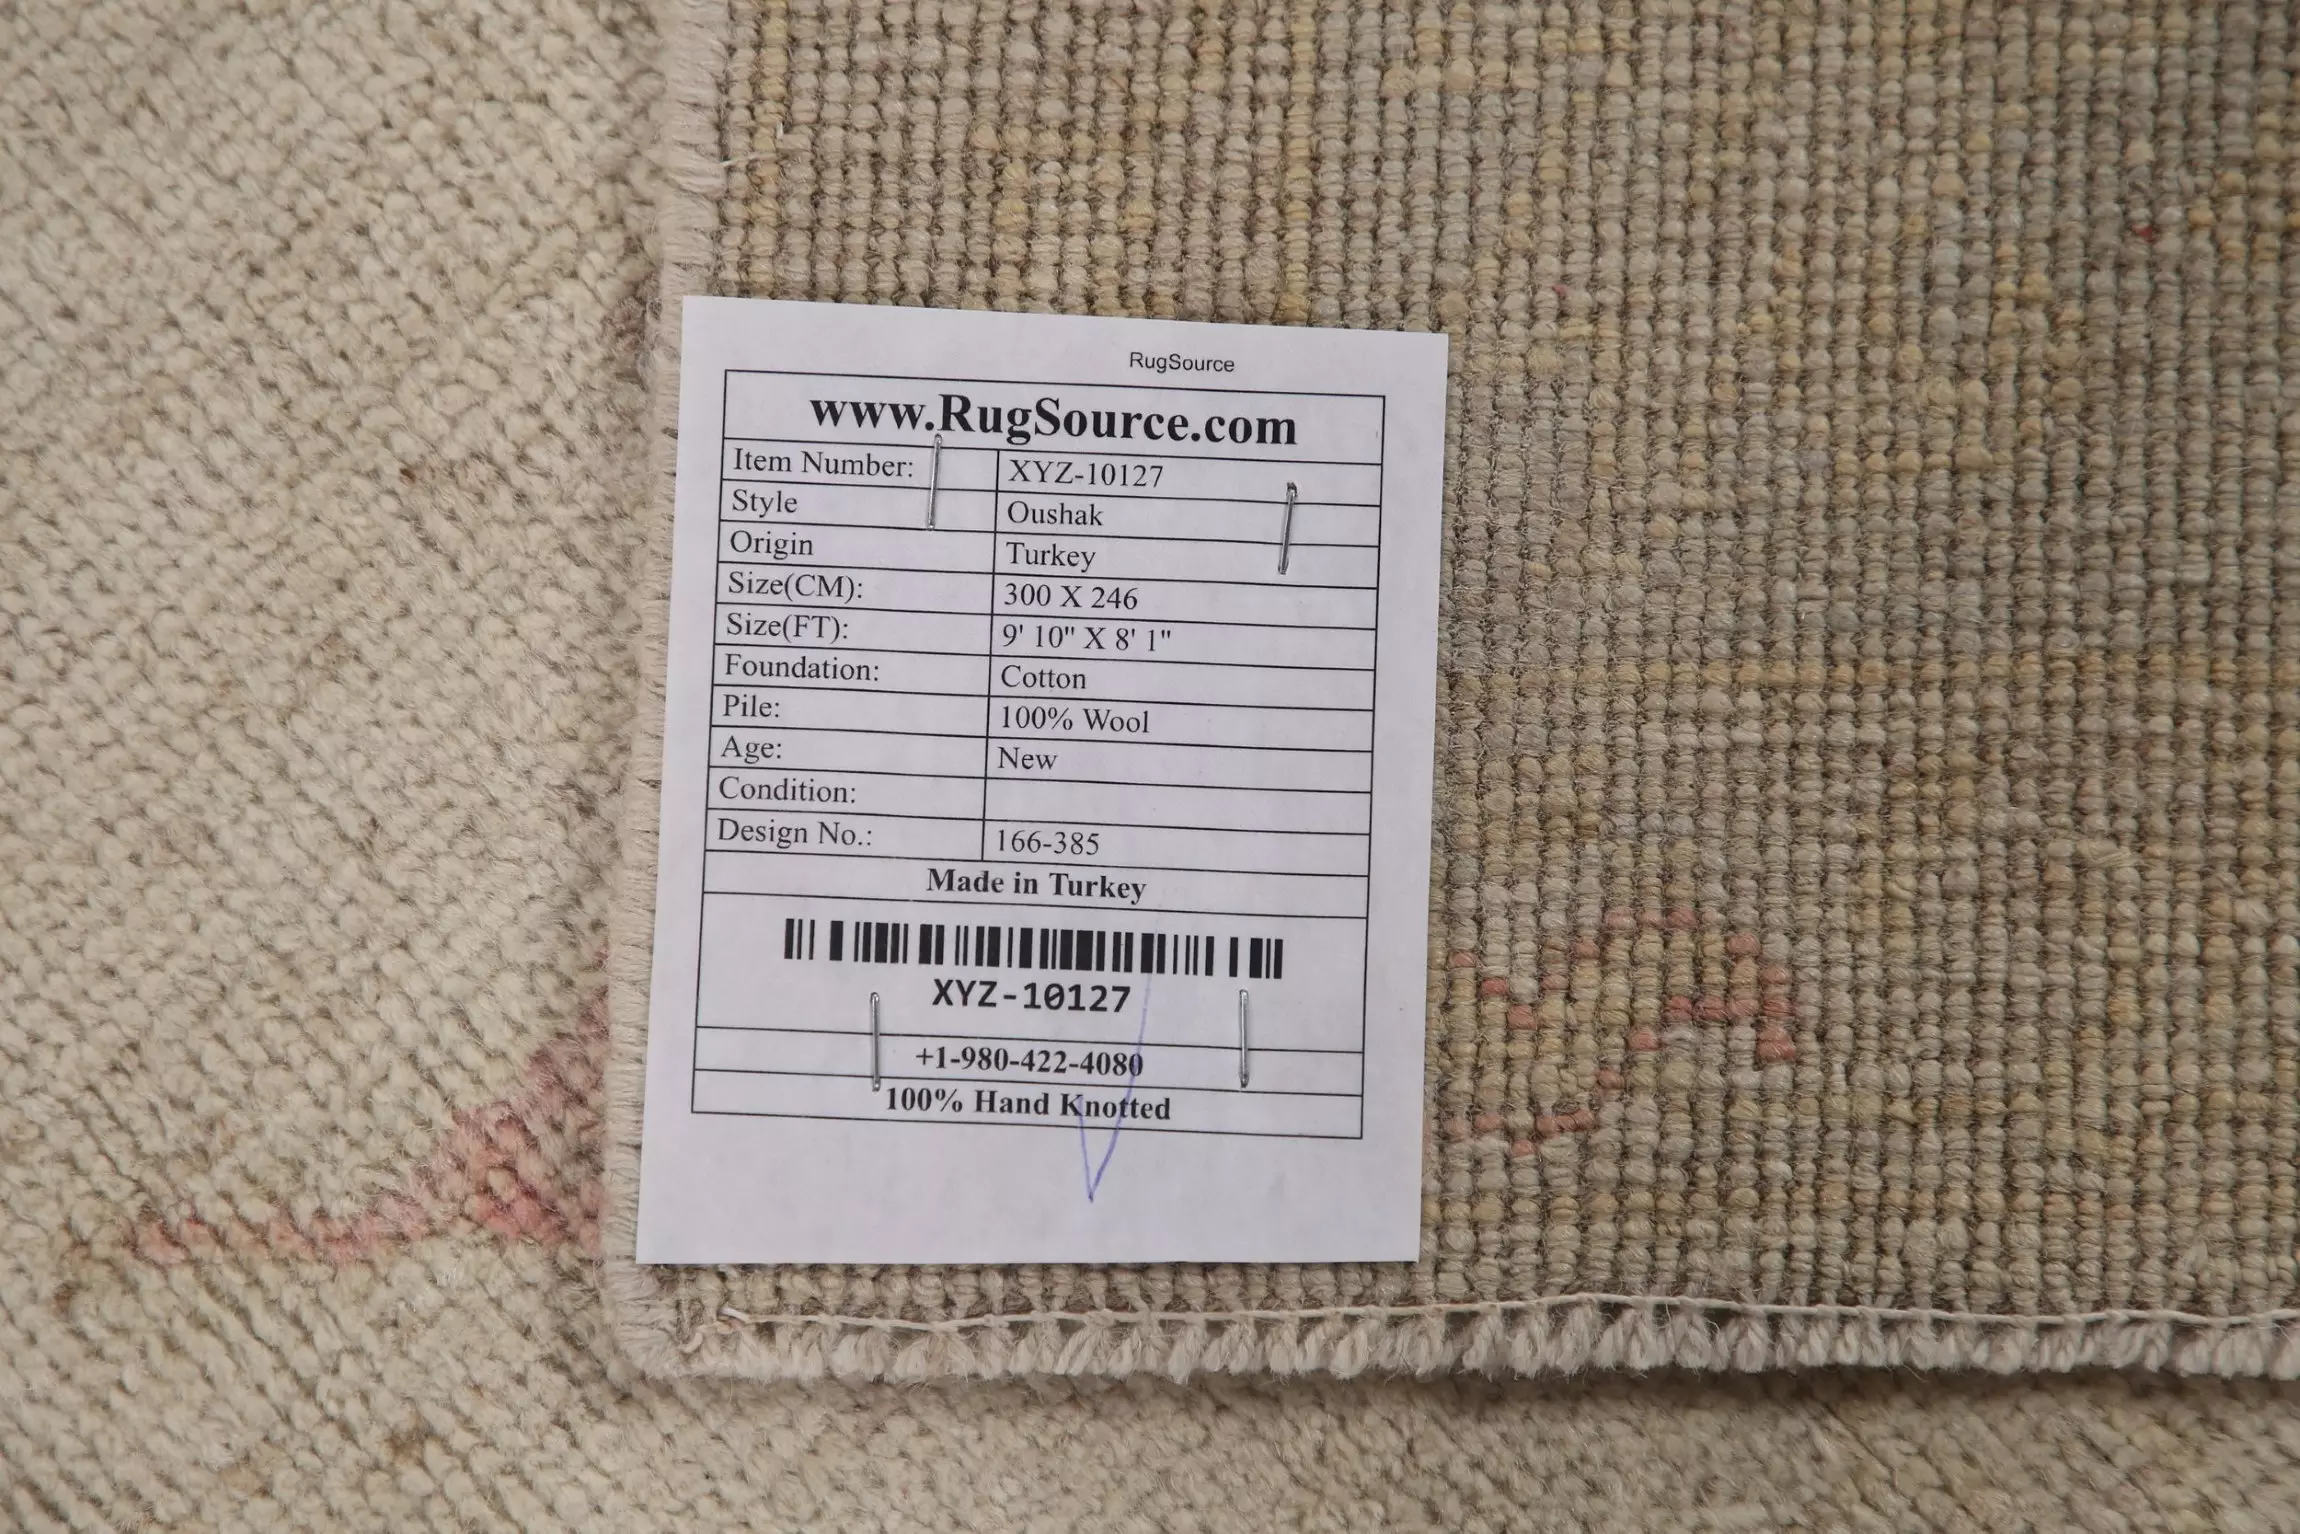 RugSource
www.RugSource.com
Item Number: XYZ-10127
Style Oushak
Origin Turkey
Size(CM): 300 X 246
Size(FT): 9' 10" X 8' 1"
Foundation: Cotton
Pile: 100% Wool
Age: New
Condition:
Design No.: 166-385
Made in Turkey
XYZ-10127
+1-980-422-4080
100% Hand Knotted